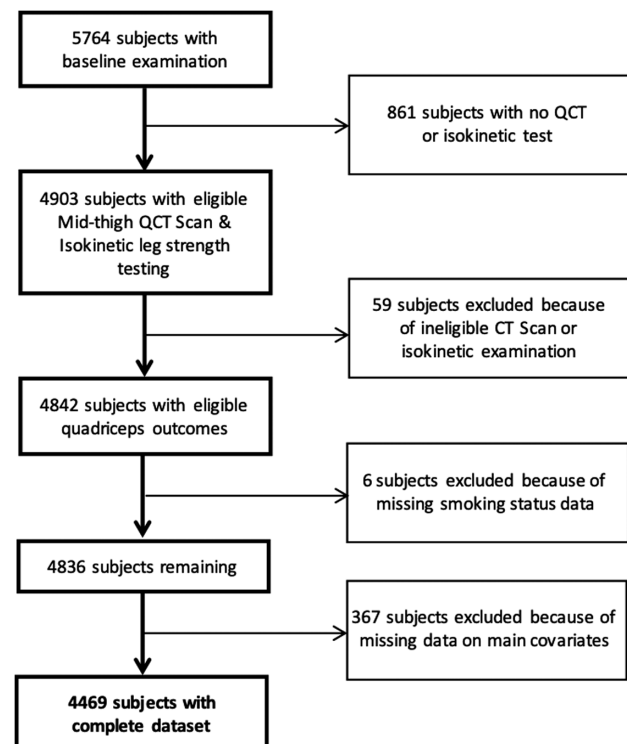 5764 subjects with
baseline examination
861 subjects with no QCT
or isokinetic test
4903 subjects with eligible
Mid-thigh QCT Scan &
Isokinetic leg strength
testing
59 subjects excluded because
of ineligible CT Scan or
isokinetic examination
4842 subjects with eligible
quadriceps outcomes
6 subjects excluded because of
missing smoking status data
4836 subjects remaining
367 subjects excluded because of
missing data on main covariates
4469 subjects with
complete dataset